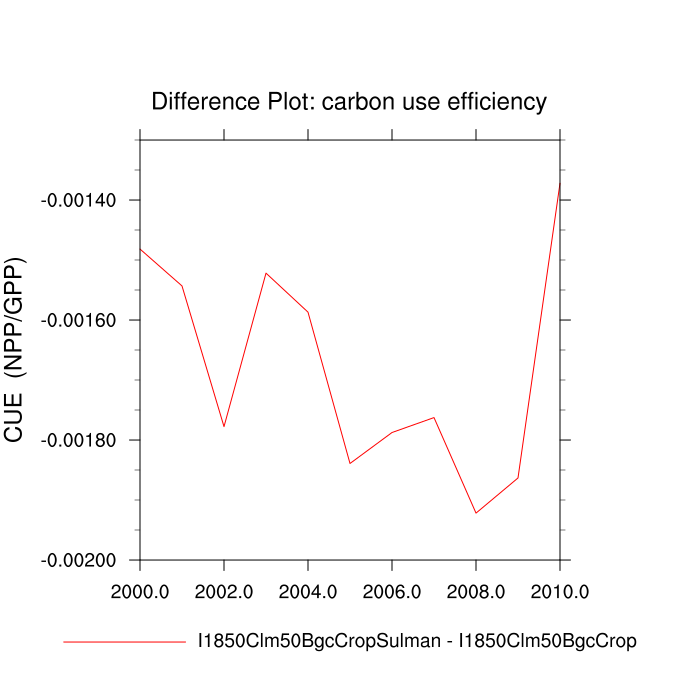 Difference Plot: carbon use efficiency
CUE (NPP/GPP)
-0.00140
-0.00160
-0.00180
-0.00200
2000.0 2002.0 2004.0 2006.0 2008.0 2010.0
I1850Clm50BgcCropSulman - I1850Clm50BgcCrop